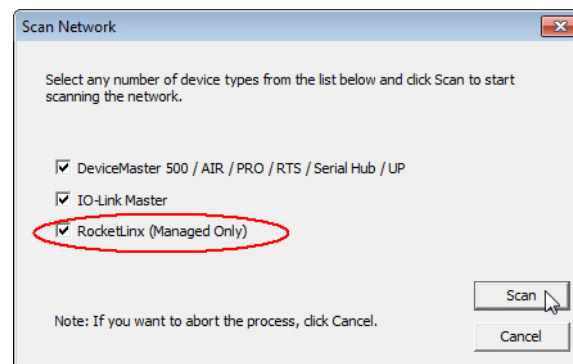 Scan Network
Select any number of device types from the list below and click Scan to start
scanning the network.
DeviceMaster 500 / AIR / PRO / RTS / Serial Hub / UP
IO-Link Master
RocketLinx (Managed Only)
Scan
Note: If you want to abort the process, click Cancel.
Cancel